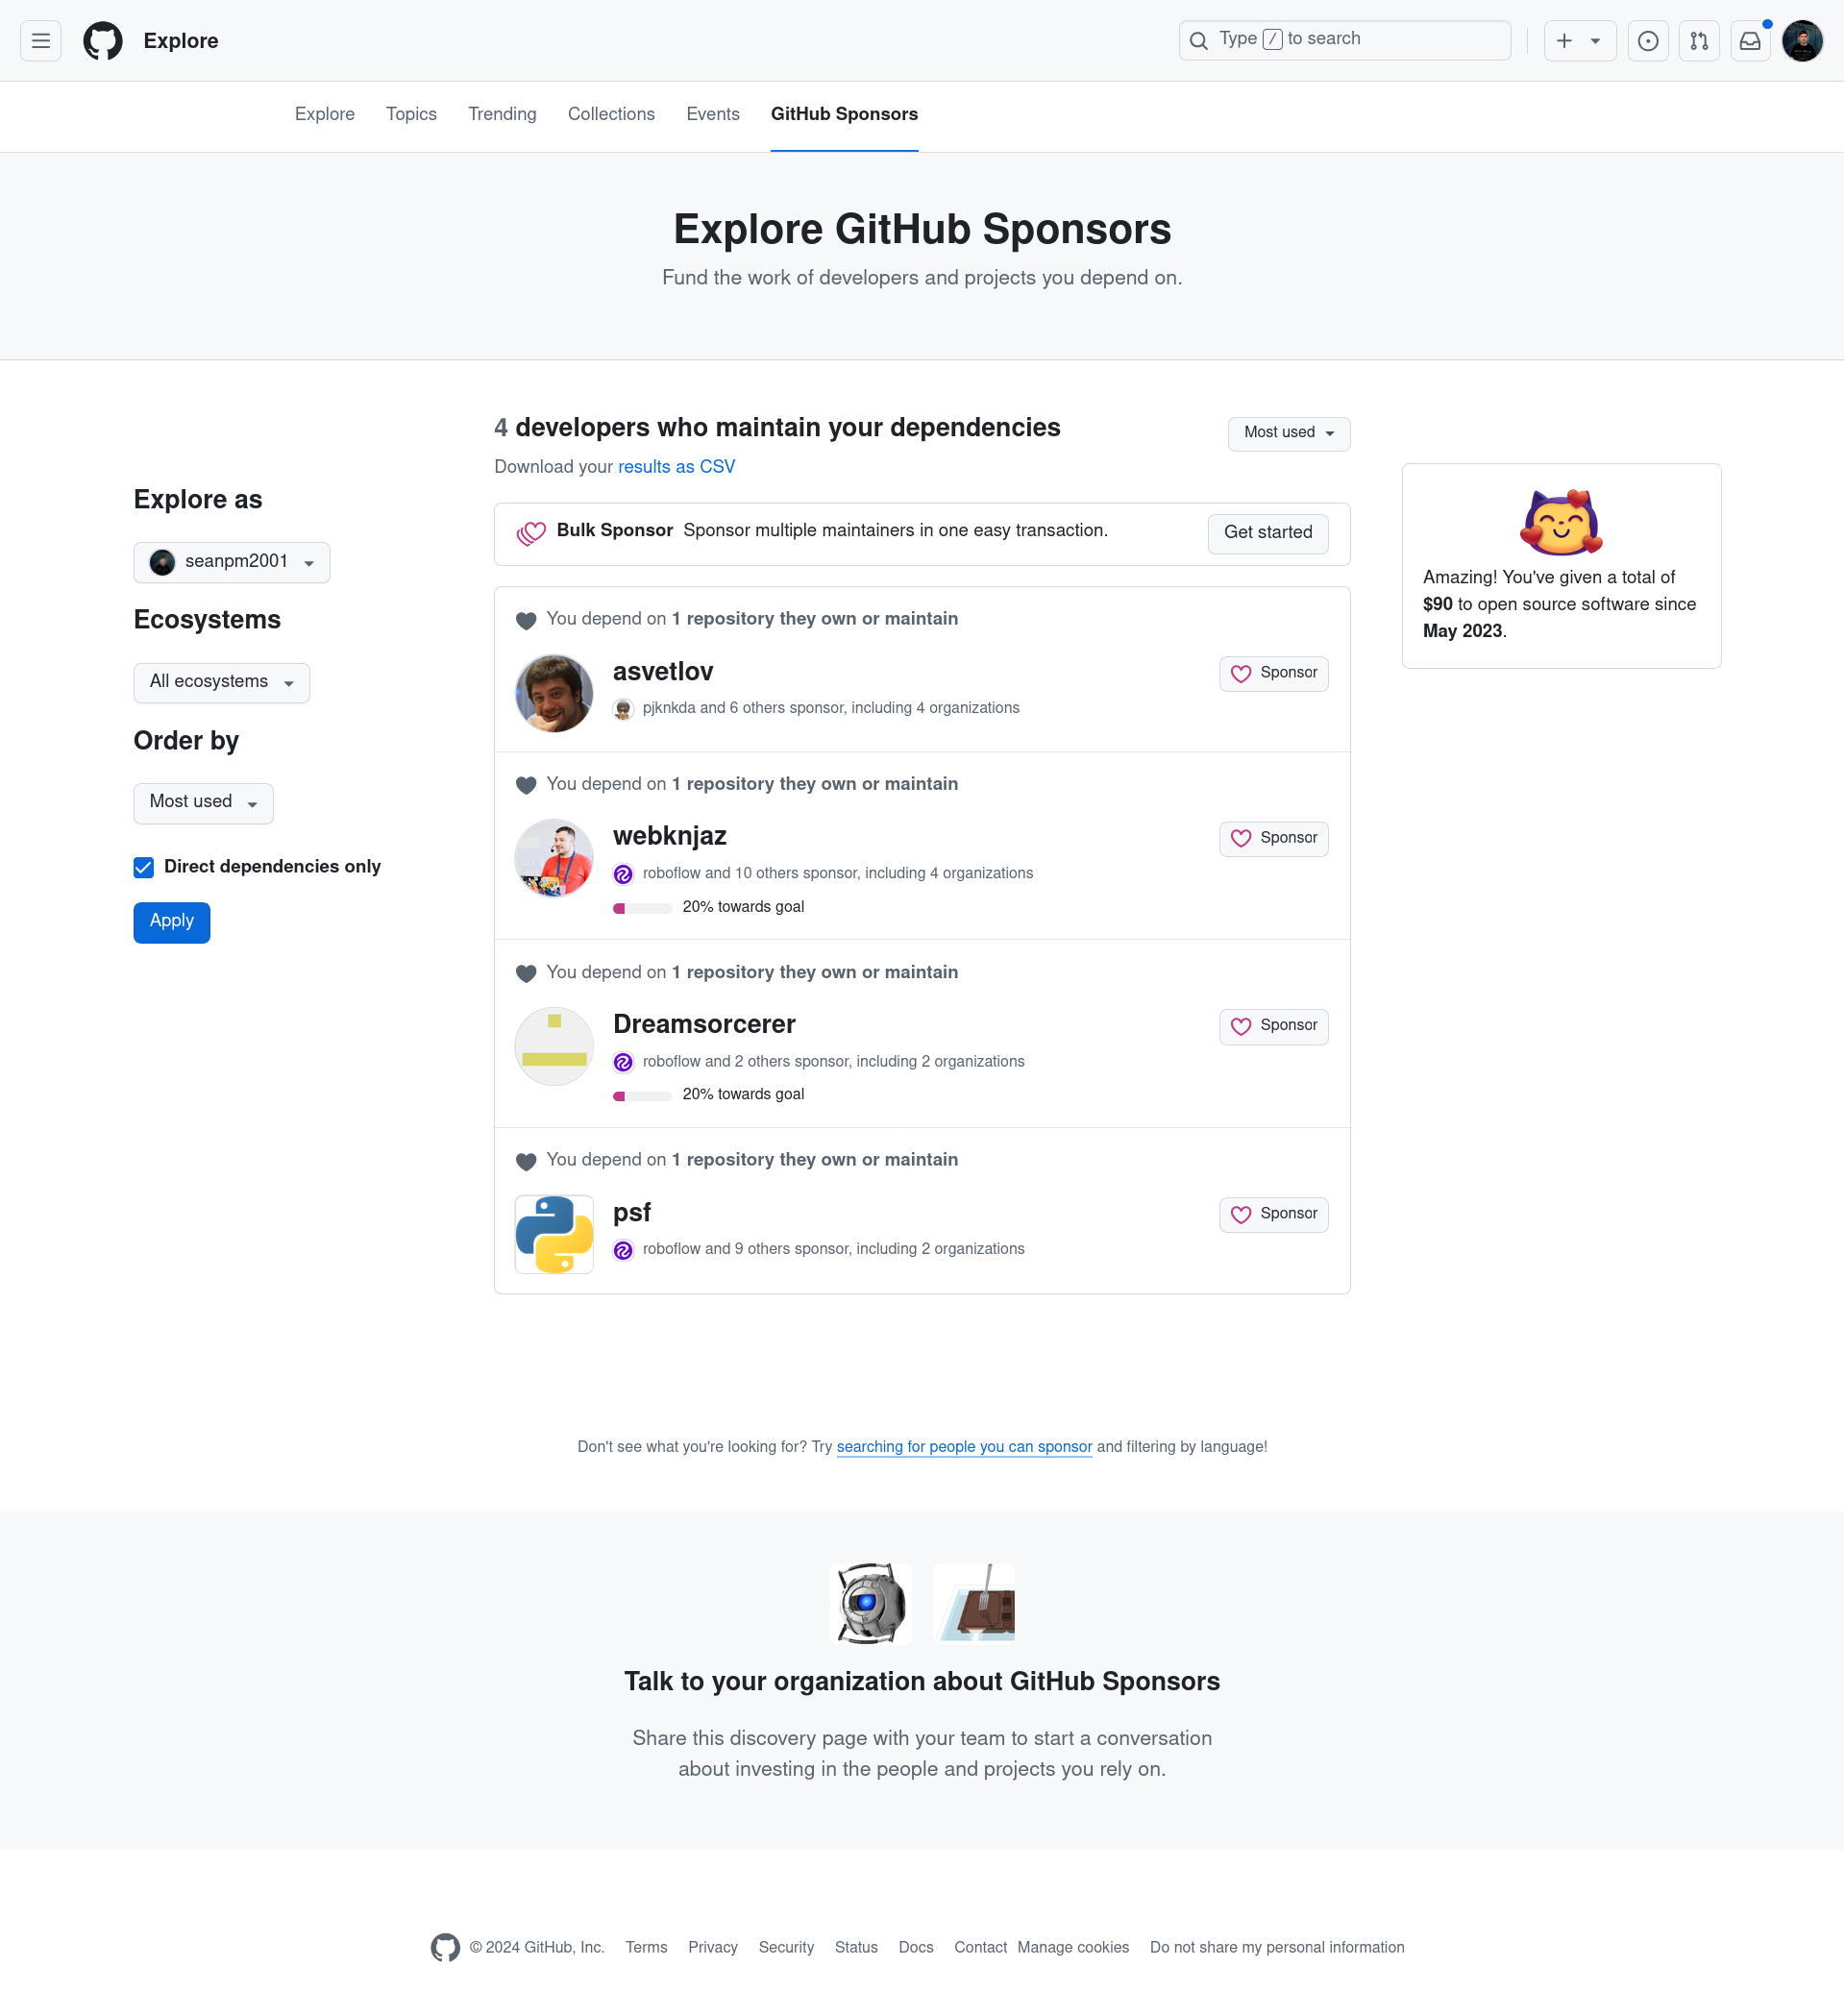 Explore
Type / to search
Explore
Topics
Trending
Collections
Events
GitHub Sponsors
Explore GitHub Sponsors
Fund the work of developers and projects you depend on.
Explore as
seanpm2001
Ecosystems
All ecosystems
Order by
Most used
Direct dependencies only
Apply
4 developers who maintain your dependencies
Most used
Download your results as CSV
Bulk Sponsor Sponsor multiple maintainers in one easy transaction.
Get started
You depend on 1 repository they own or maintain
asvetlov
Sponsor
pjknkda and 6 others sponsor, including 4 organizations
You depend on 1 repository they own or maintain
webknjaz
Sponsor
roboflow and 10 others sponsor, including 4 organizations
20% towards goal
You depend on 1 repository they own or maintain
Dreamsorcerer
Sponsor
roboflow and 2 others sponsor, including 2 organizations
20% towards goal
You depend on 1 repository they own or maintain
psf
Sponsor
roboflow and 9 others sponsor, including 2 organizations
Amazing! You've given a total of
$90 to open source software since
May 2023.
Don't see what you're looking for? Try searching for people you can sponsor and filtering by language!
Talk to your organization about GitHub Sponsors
Share this discovery page with your team to start a conversation
about investing in the people and projects you rely on.
© 2024 GitHub, Inc.
Terms
Privacy
Security
Status
Docs
Contact
Manage cookies
Do not share my personal information